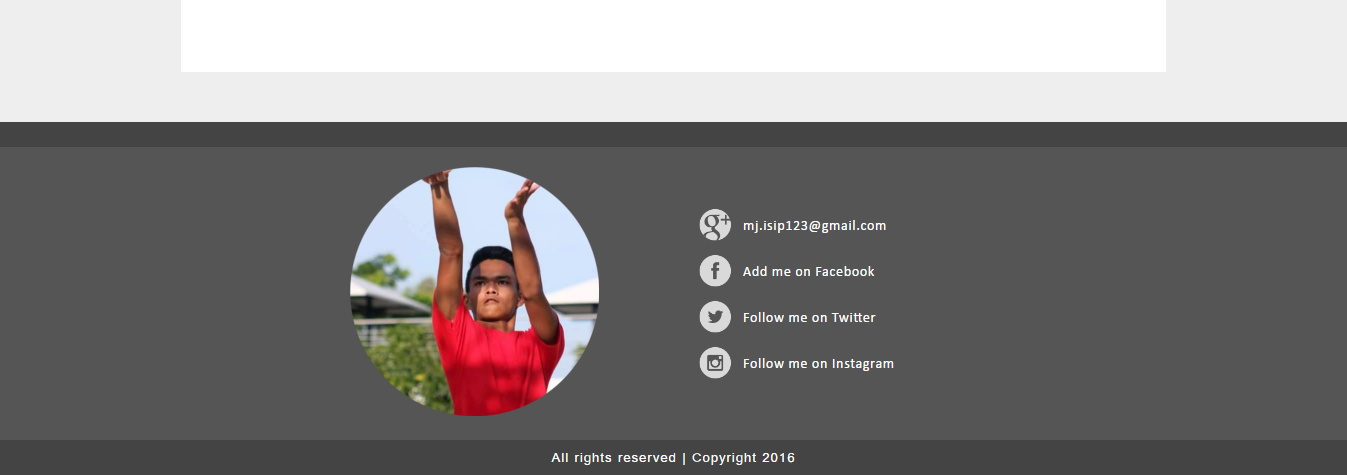 mj.isip123@gmail.com
Add me on Facebook
Follow me on Twitter
Follow me on Instagram
All rights reserved | Copyright 2016